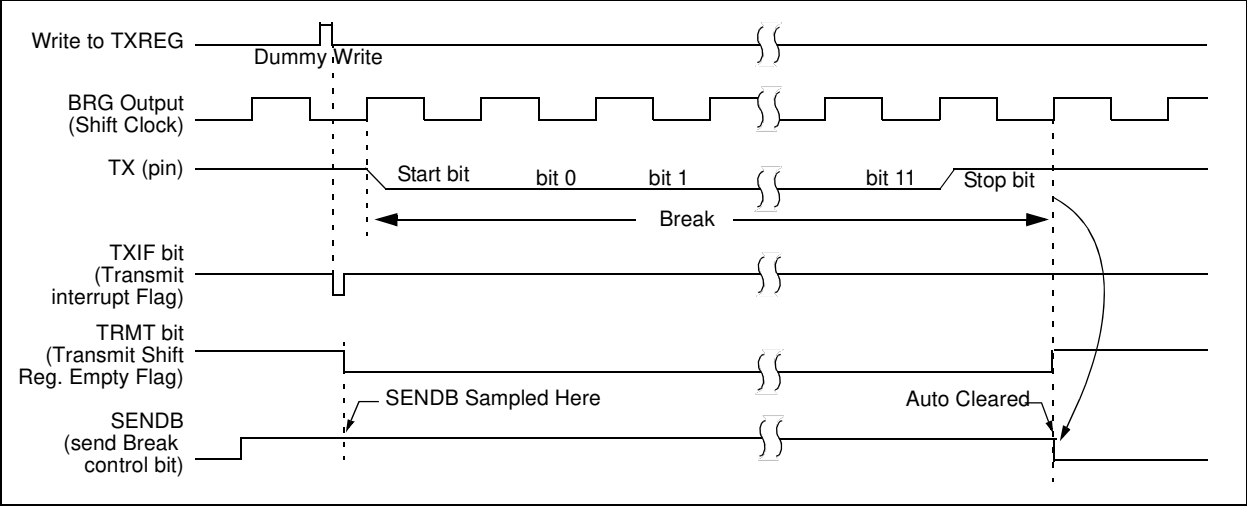 Write to TXREG
Dummy Write
BRG Output
(Shift Clock)
TX (pin)
Start bit
bit 0
bit 1
bit 11
Stop bit
Break
TXIF bit
(Transmit
interrupt Flag)
TRMT bit
(Transmit Shift
Reg. Empty Flag)
SENDB Sampled Here
Auto Cleared
SENDB
(send Break
control bit)